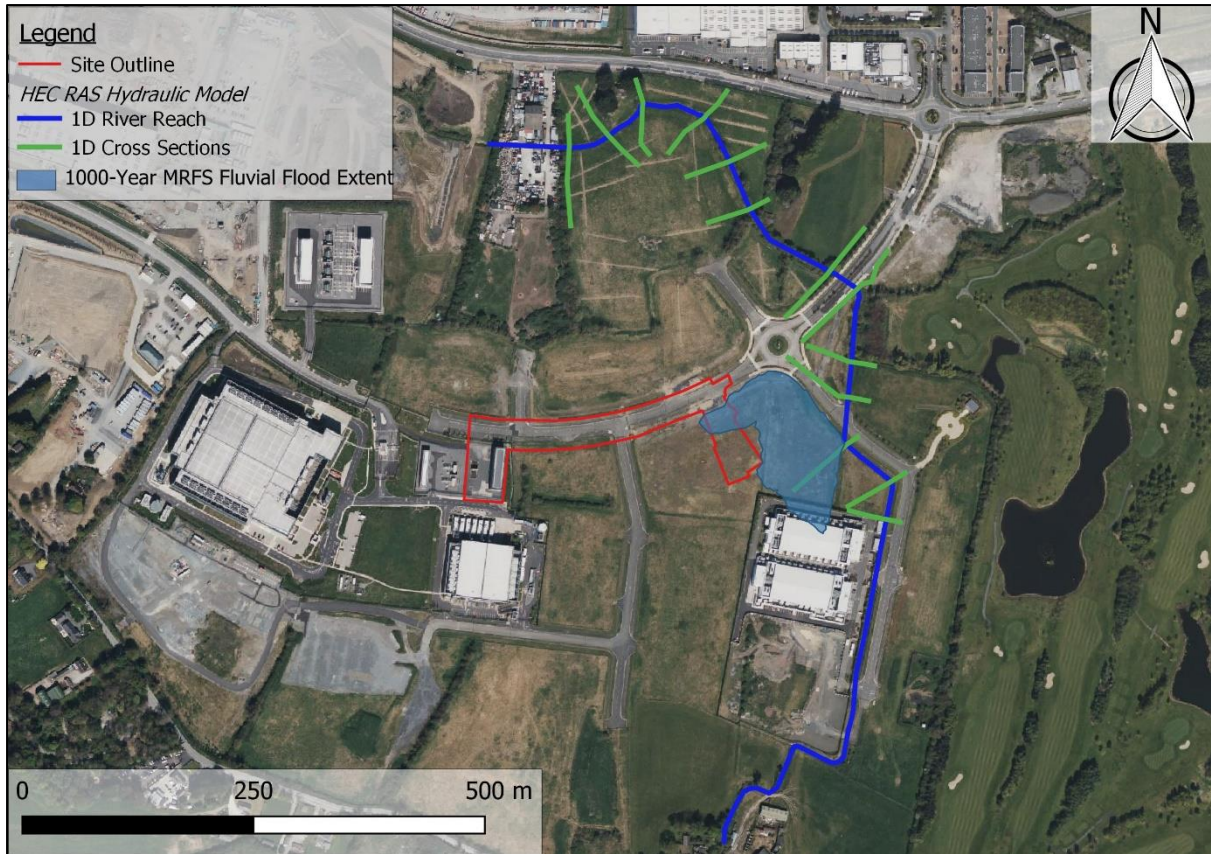 Legend
Site Outline
HEC RAS Hydraulic Model
1D River Reach
1D Cross Sections
1000-Year MRFS Fluvial Flood Extent
N
0 250 500 m